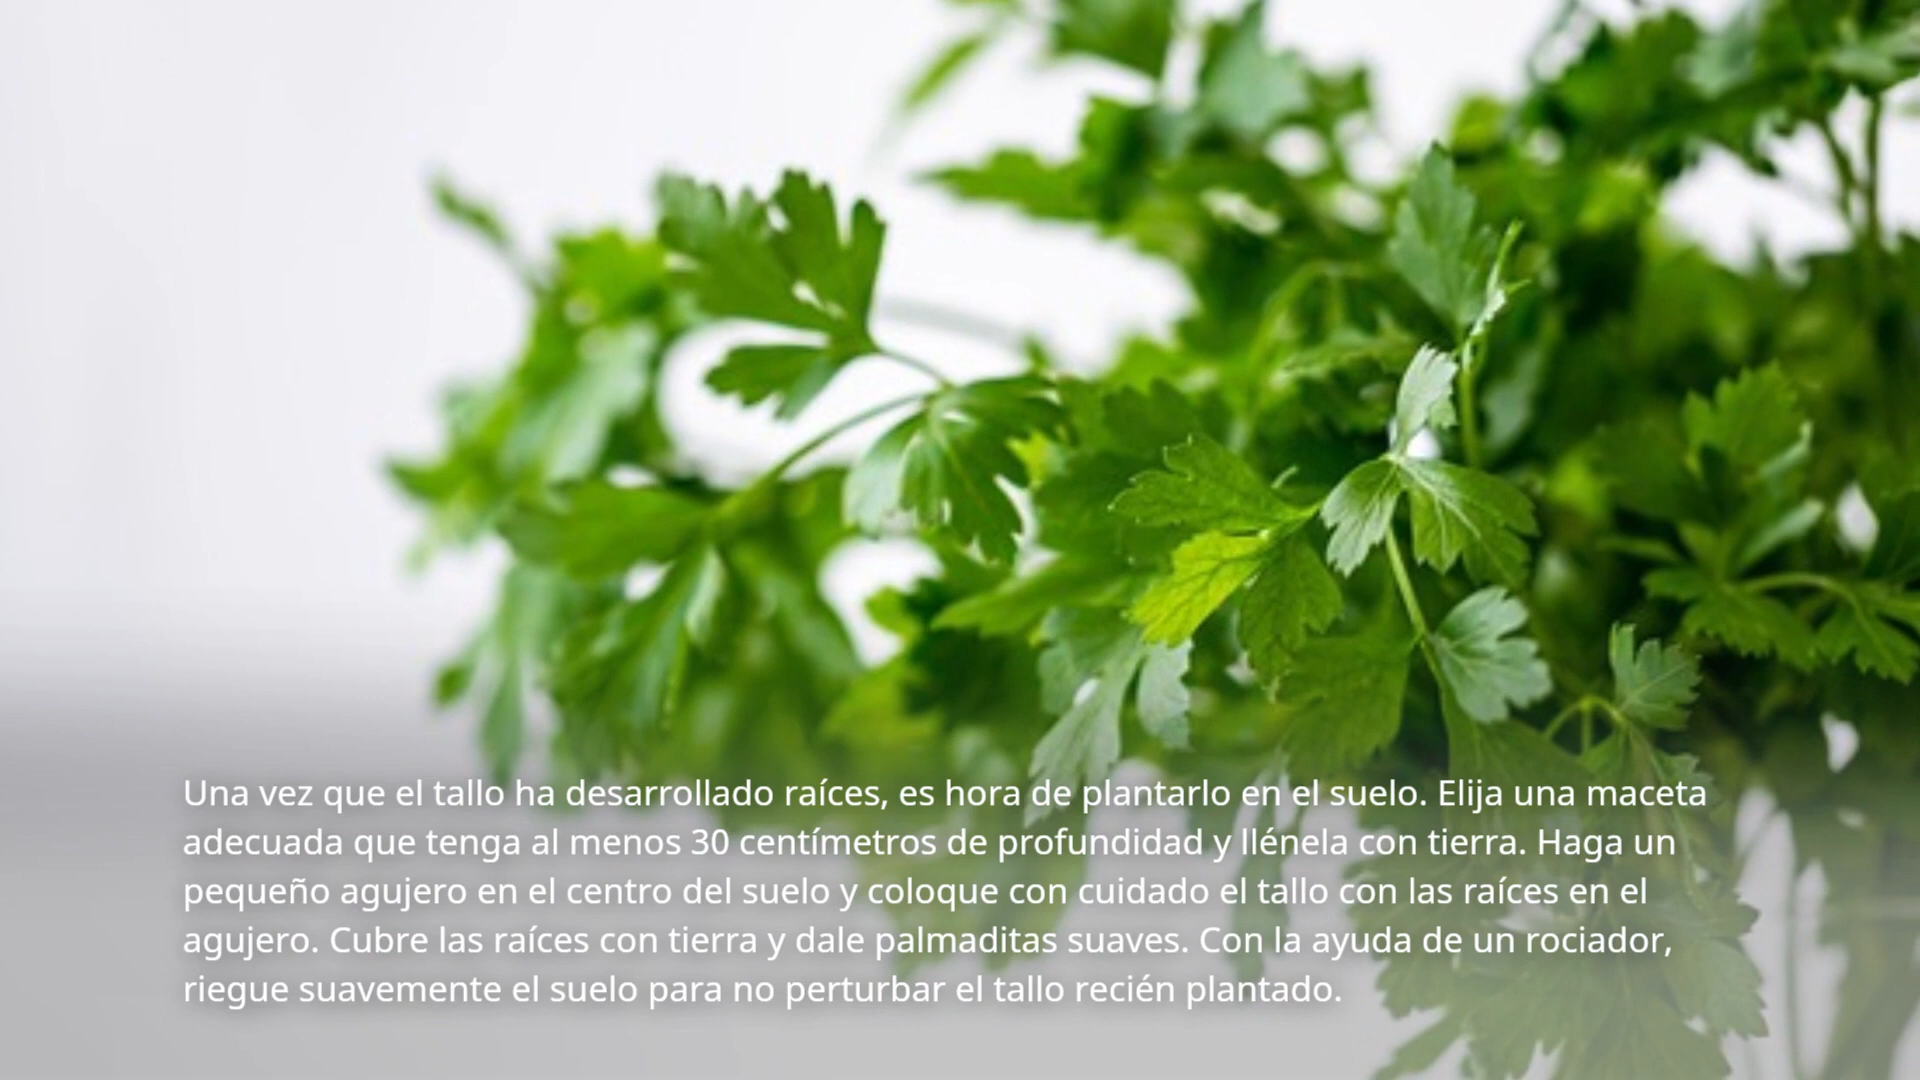 Una vez que el tallo ha desarrollado raíces, es hora de plantarlo en el suelo. Elija una maceta
adecuada que tenga al menos 30 centímetros de profundidad y llénela con tierra. Haga un
pequeño agujero en el centro del suelo y coloque con cuidado el tallo con las raíces en el
agujero. Cubre las raíces con tierra y dale palmaditas suaves. Con la ayuda de un rociador,
riegue suavemente el suelo para no perturbar el tallo recién plantado.